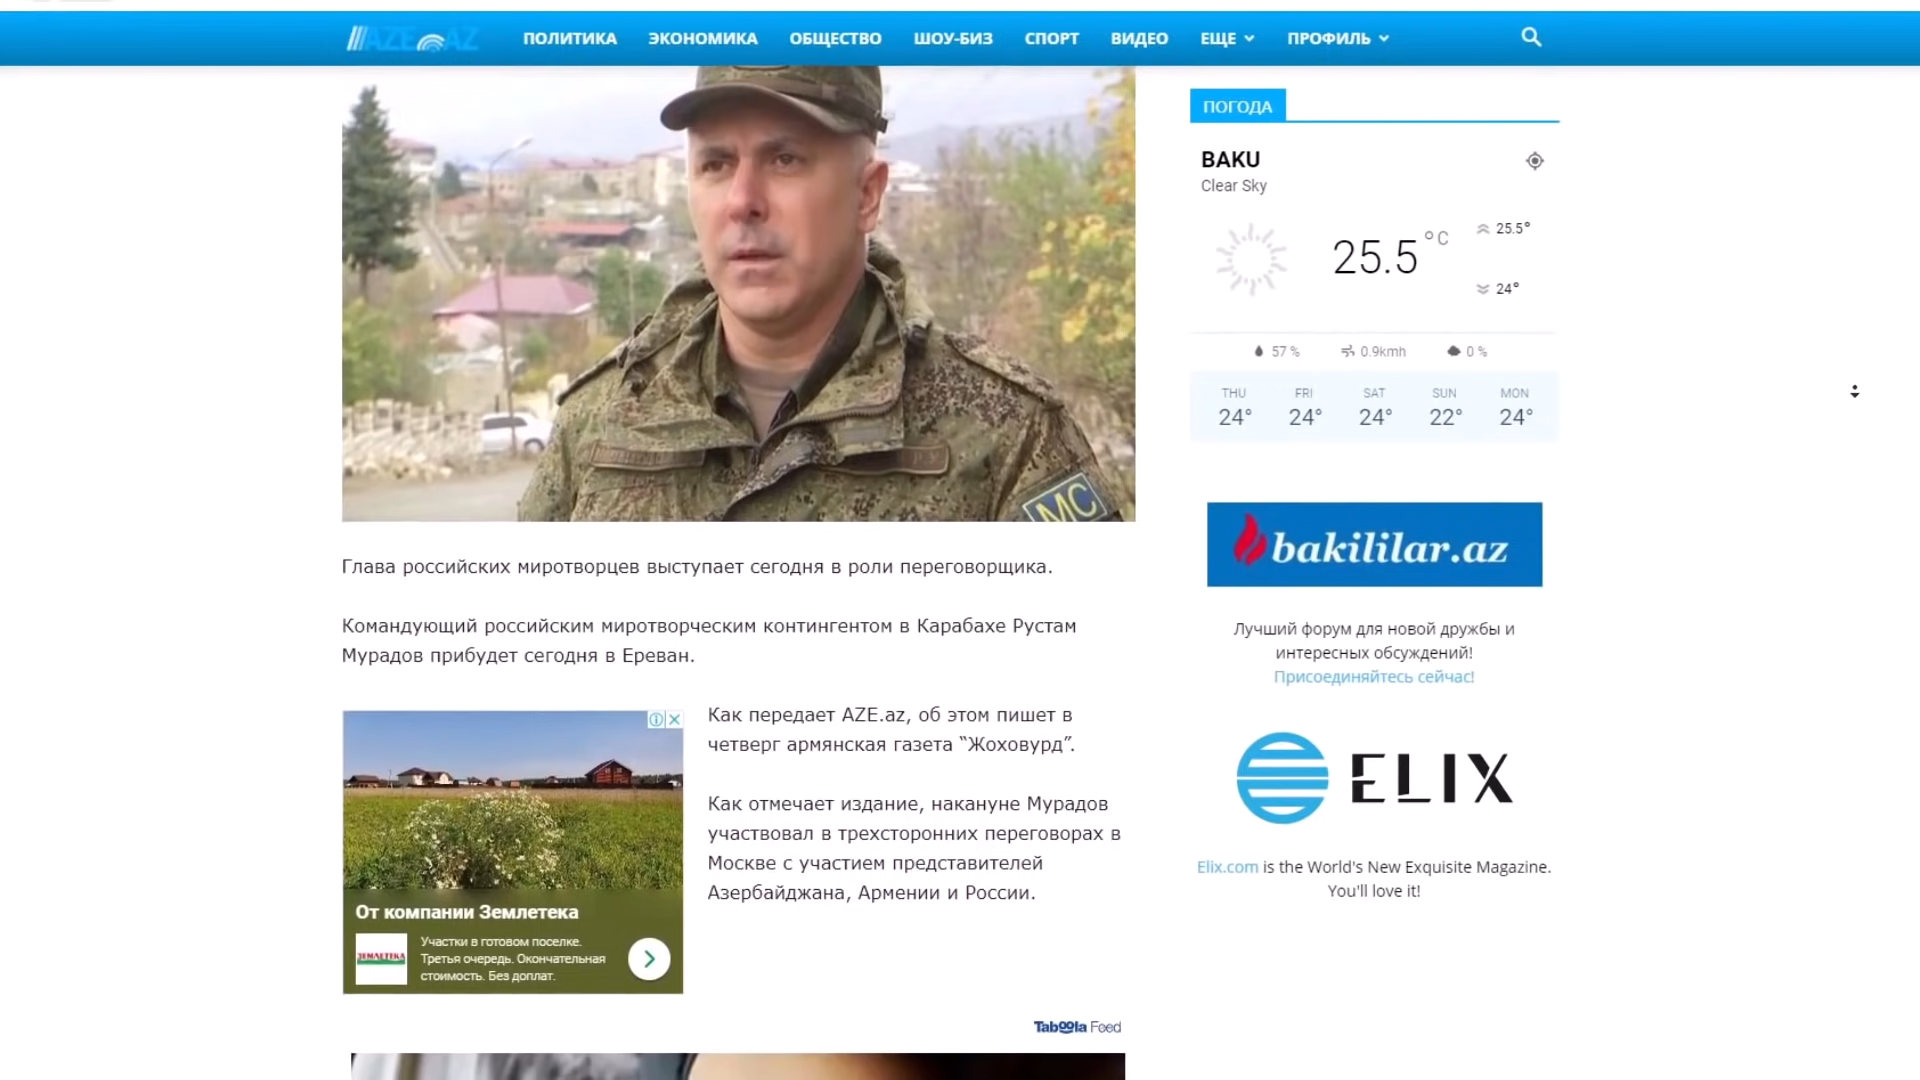 AZE.AZ
ПОЛИТИКА ЭКОНОМИКА ОБЩЕСТВО ШОУ-БИЗ СПОРТ ВИДЕО ЕЩЕ ПРОФИЛЬ
МС
Глава российских миротворцев выступает сегодня в роли переговорщика.
Командующий российским миротворческим контингентом в Карабахе Рустам
Мурадов прибудет сегодня в Ереван.
Как передает AZE.az, об этом пишет в
четверг армянская газета “Жоховурд”.
Как отмечает издание, накануне Мурадов
участвовал в трехсторонних переговорах в
Москве с участием представителей
Азербайджана, Армении и России.
От компании Землетека
ЗЕМЛЕТЕКА
Участки в готовом поселке.
Третья очередь. Окончательная
стоимость. Без доплат.
Taboola Feed
ПОГОДА
BAKU
Clear Sky
25.5 °C
25.5°
24°
57 % 0.9kmh 0 %
THU FRI SAT SUN MON
24° 24° 24° 22° 24°
bakililar.az
Лучший форум для новой дружбы и
интересных обсуждений!
Присоединяйтесь сейчас!
ELIX
Elix.com is the World's New Exquisite Magazine.
You'll love it!